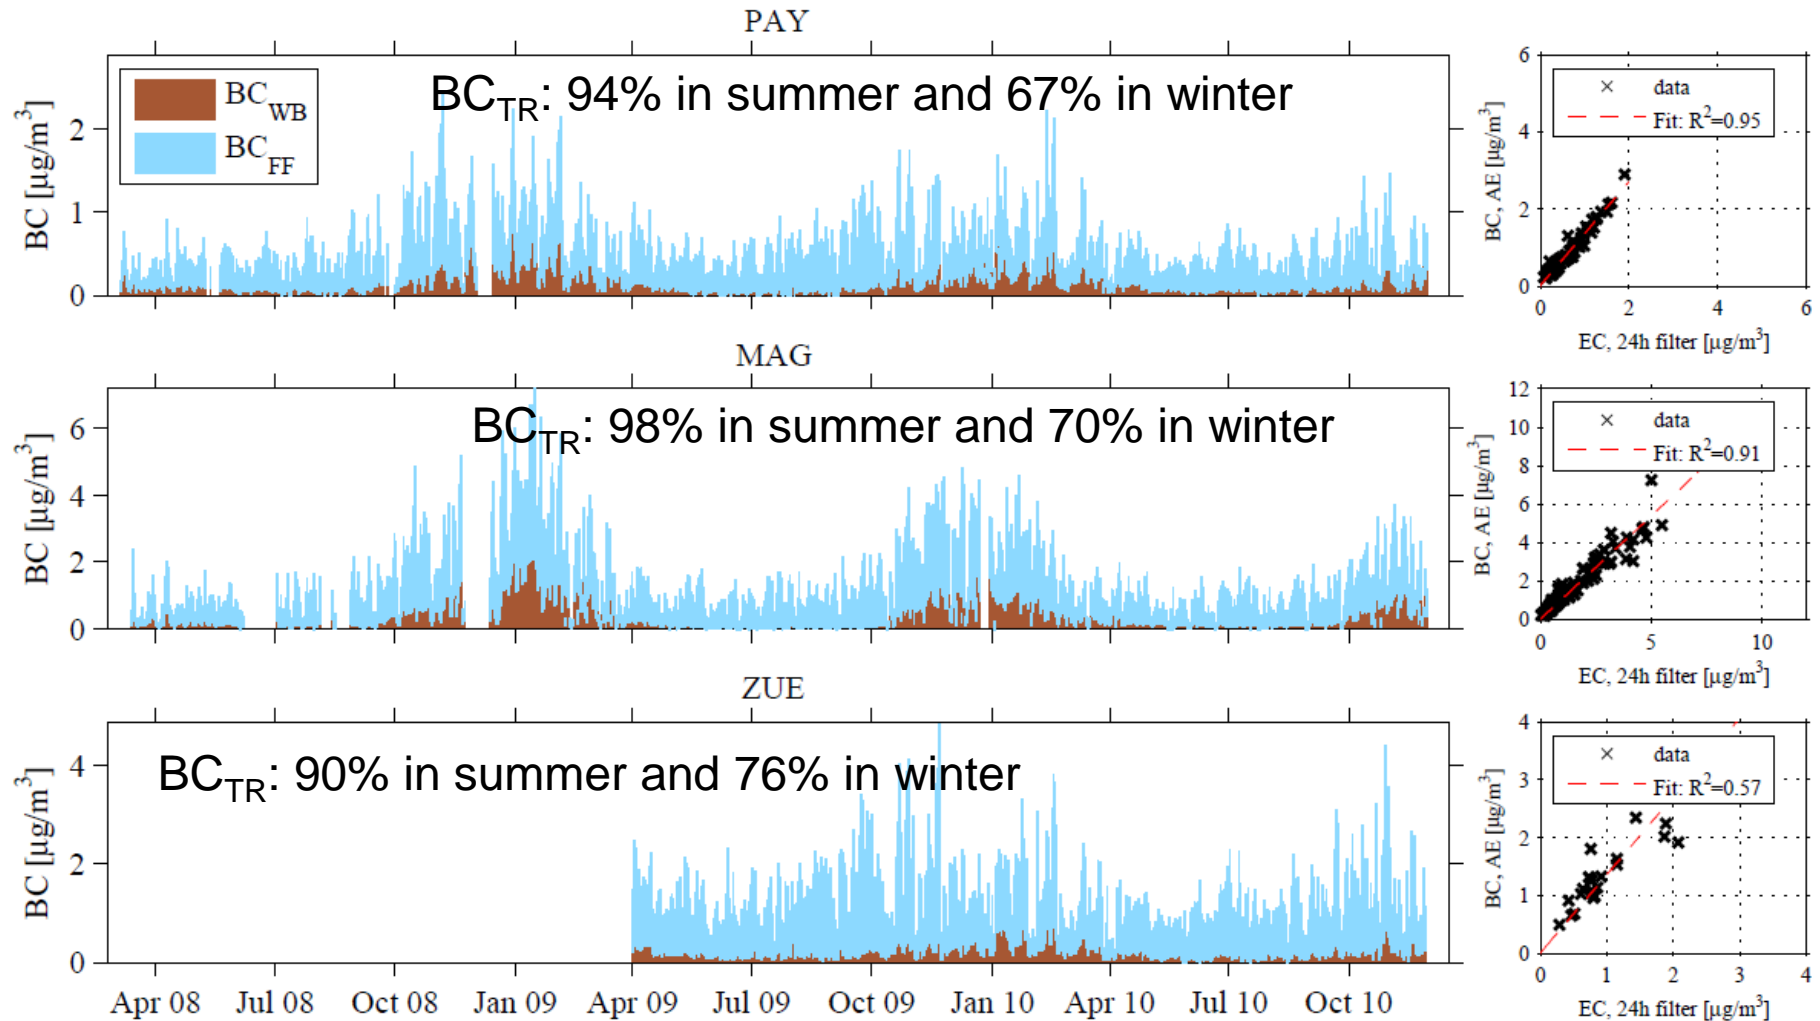 PAY
BC_WB
BC_FF
BC_TR: 94% in summer and 67% in winter
BC [µg/m³]
2
1
0
data
Fit: R²=0.95
BC, AE [µg/m³]
6
4
2
0
0 2 4 6
EC, 24h filter [µg/m³]
MAG
BC_TR: 98% in summer and 70% in winter
BC [µg/m³]
6
4
2
0
data
Fit: R²=0.91
BC, AE [µg/m³]
12
10
8
6
4
2
0
0 5 10
EC, 24h filter [µg/m³]
ZUE
BC_TR: 90% in summer and 76% in winter
BC [µg/m³]
4
2
0
Apr 08 Jul 08 Oct 08 Jan 09 Apr 09 Jul 09 Oct 09 Jan 10 Apr 10 Jul 10 Oct 10
data
Fit: R²=0.57
BC, AE [µg/m³]
4
3
2
1
0
0 1 2 3 4
EC, 24h filter [µg/m³]